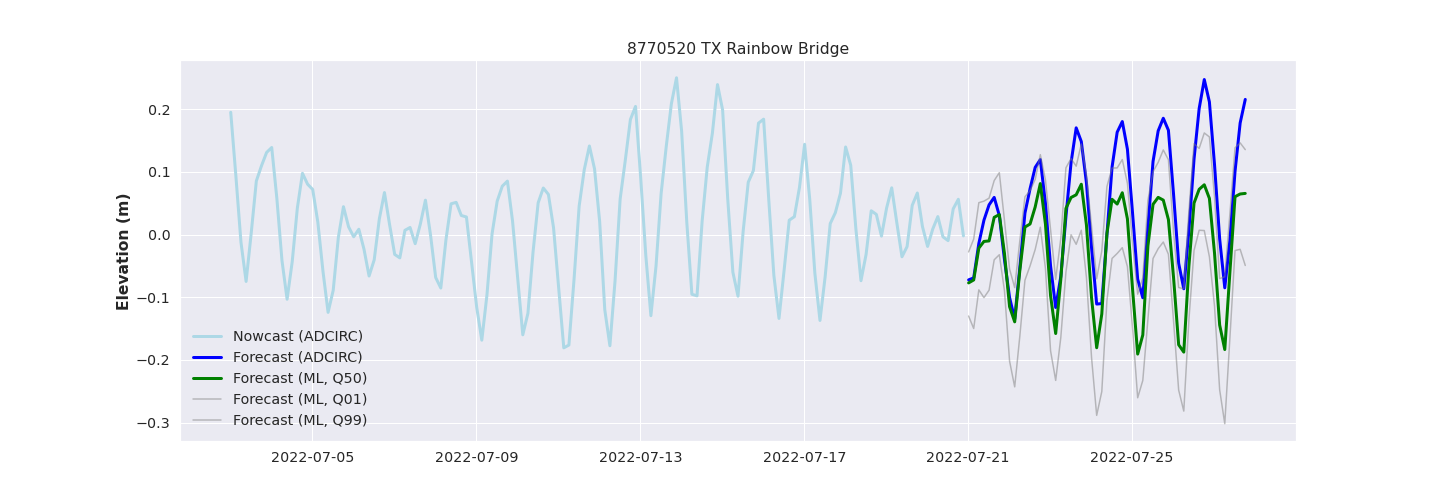 8770520 TX Rainbow Bridge
Elevation (m)
0.2
0.1
0.0
−0.1
−0.2
−0.3
Nowcast (ADCIRC)
Forecast (ADCIRC)
Forecast (ML, Q50)
Forecast (ML, Q01)
Forecast (ML, Q99)
2022-07-05 2022-07-09 2022-07-13 2022-07-17 2022-07-21 2022-07-25